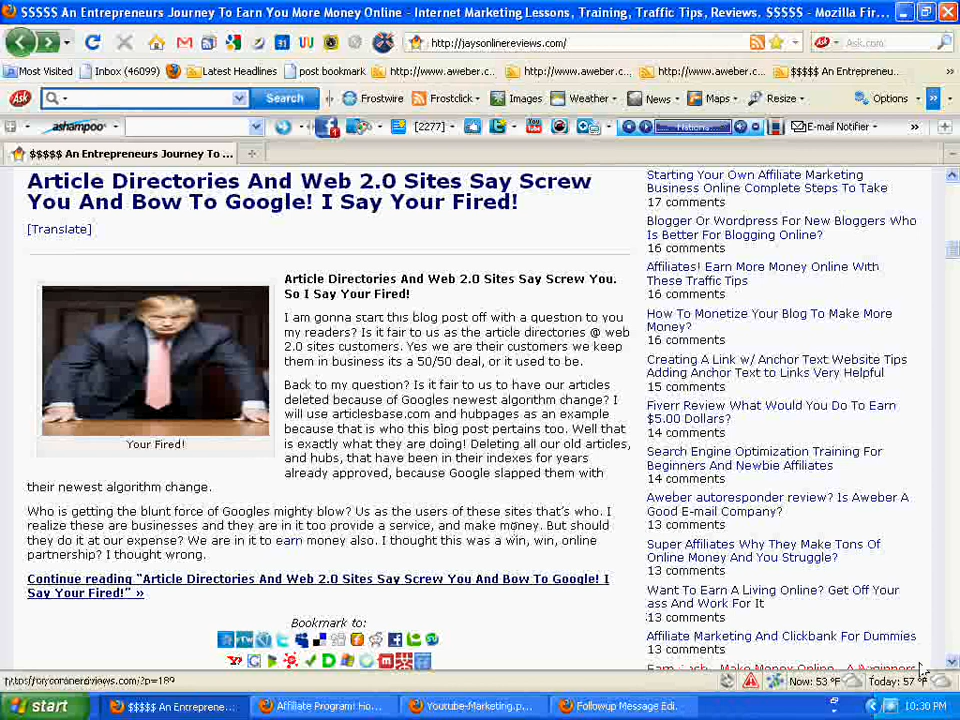 $$$$$ An Entrepreneurs Journey To Earn You More Money Online - Internet Marketing Lessons, Training, Traffic Tips, Reviews. $$$$$ - Mozilla Fir...
http://jaysonlinereviews.com/
Ask.com
Most Visited Inbox (46099) Latest Headlines post bookmark http://www.aweber.c... http://www.aweber.c... http://www.aweber.c... $$$$$ An Entrepreneu...
Ask Search Frostwire Frostclick Images Weather News Maps Resize Options
ashampoo [2277] National E-mail Notifier
$$$$$ An Entrepreneurs Journey To ...
Article Directories And Web 2.0 Sites Say Screw
You And Bow To Google! I Say Your Fired!
[Translate]
Article Directories And Web 2.0 Sites Say Screw You.
So I Say Your Fired!
I am gonna start this blog post off with a question to you
my readers? Is it fair to us as the article directories @ web
2.0 sites customers. Yes we are their customers we keep
them in business its a 50/50 deal, or it used to be.
Back to my question? Is it fair to us to have our articles
deleted because of Googles newest algorithm change? I
will use articlesbase.com and hubpages as an example
because that is who this blog post pertains too. Well that
is exactly what they are doing! Deleting all our old articles,
and hubs, that have been in their indexes for years
already approved, because Google slapped them with
their newest algorithm change.
Your Fired!
Who is getting the blunt force of Googles mighty blow? Us as the users of these sites that's who. I
realize these are businesses and they are in it too provide a service, and make money. But should
they do it at our expense? We are in it to earn money also. I thought this was a win, win, online
partnership? I thought wrong.
Continue reading "Article Directories And Web 2.0 Sites Say Screw You And Bow To Google! I
Say Your Fired!" »
Bookmark to:
Starting Your Own Affiliate Marketing
Business Online Complete Steps To Take
17 comments
Blogger Or Wordpress For New Bloggers Who
Is Better For Blogging Online?
16 comments
Affiliates! Earn More Money Online With
These Traffic Tips
16 comments
How To Monetize Your Blog To Make More
Money?
16 comments
Creating A Link w/ Anchor Text Website Tips
Adding Anchor Text to Links Very Helpful
15 comments
Fiverr Review What Would You Do To Earn
$5.00 Dollars?
14 comments
Search Engine Optimization Training For
Beginners And Newbie Affiliates
14 comments
Aweber autoresponder review? Is Aweber A
Good E-mail Company?
13 comments
Super Affiliates Why They Make Tons Of
Online Money And You Struggle?
13 comments
Want To Earn A Living Online? Get Off Your
ass And Work For It
13 comments
Affiliate Marketing And Clickbank For Dummies
13 comments
Make Money Online
Now: 53 °F Today: 57 °F
start $$$$$ An Entreprene... Affiliate Program! Ho... Youtube-Marketing.p... Followup Message Edi... 10:30 PM